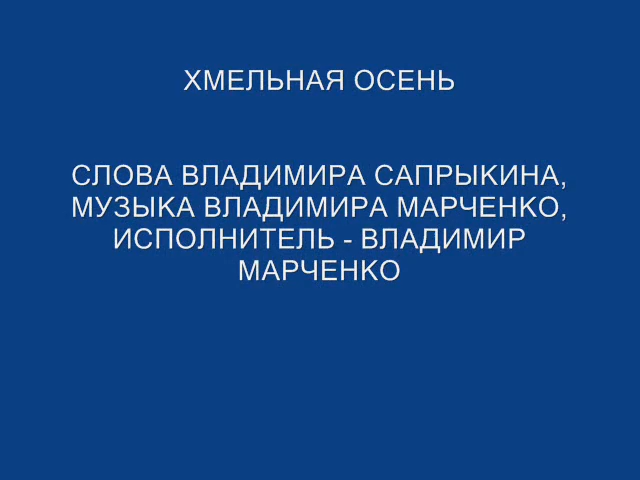 ХМЕЛЬНАЯ ОСЕНЬ
СЛОВА ВЛАДИМИРА САПРЫКИНА,
МУЗЫКА ВЛАДИМИРА МАРЧЕНКО,
ИСПОЛНИТЕЛЬ - ВЛАДИМИР
МАРЧЕНКО